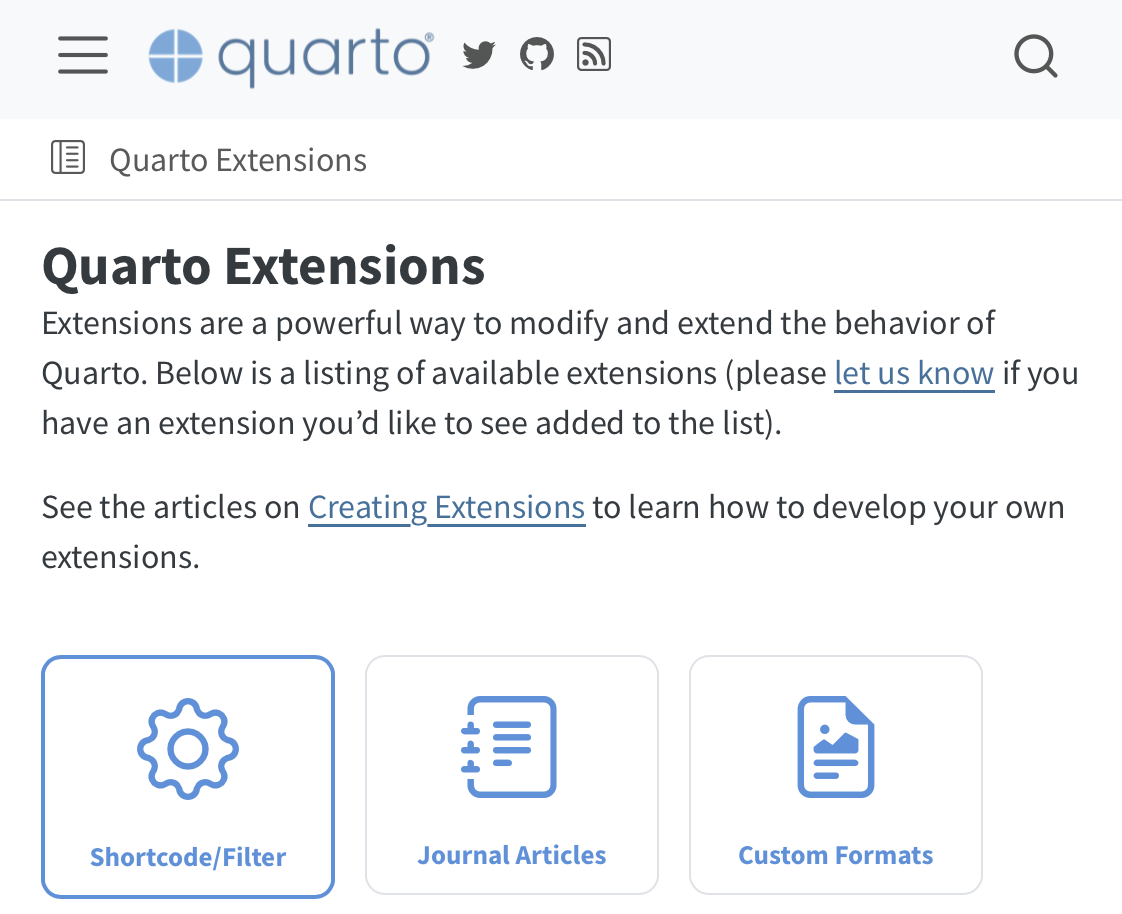 quarto®
Quarto Extensions
Quarto Extensions
Extensions are a powerful way to modify and extend the behavior of
Quarto. Below is a listing of available extensions (please let us know if you
have an extension you’d like to see added to the list).
See the articles on Creating Extensions to learn how to develop your own
extensions.
Shortcode/Filter
Journal Articles
Custom Formats